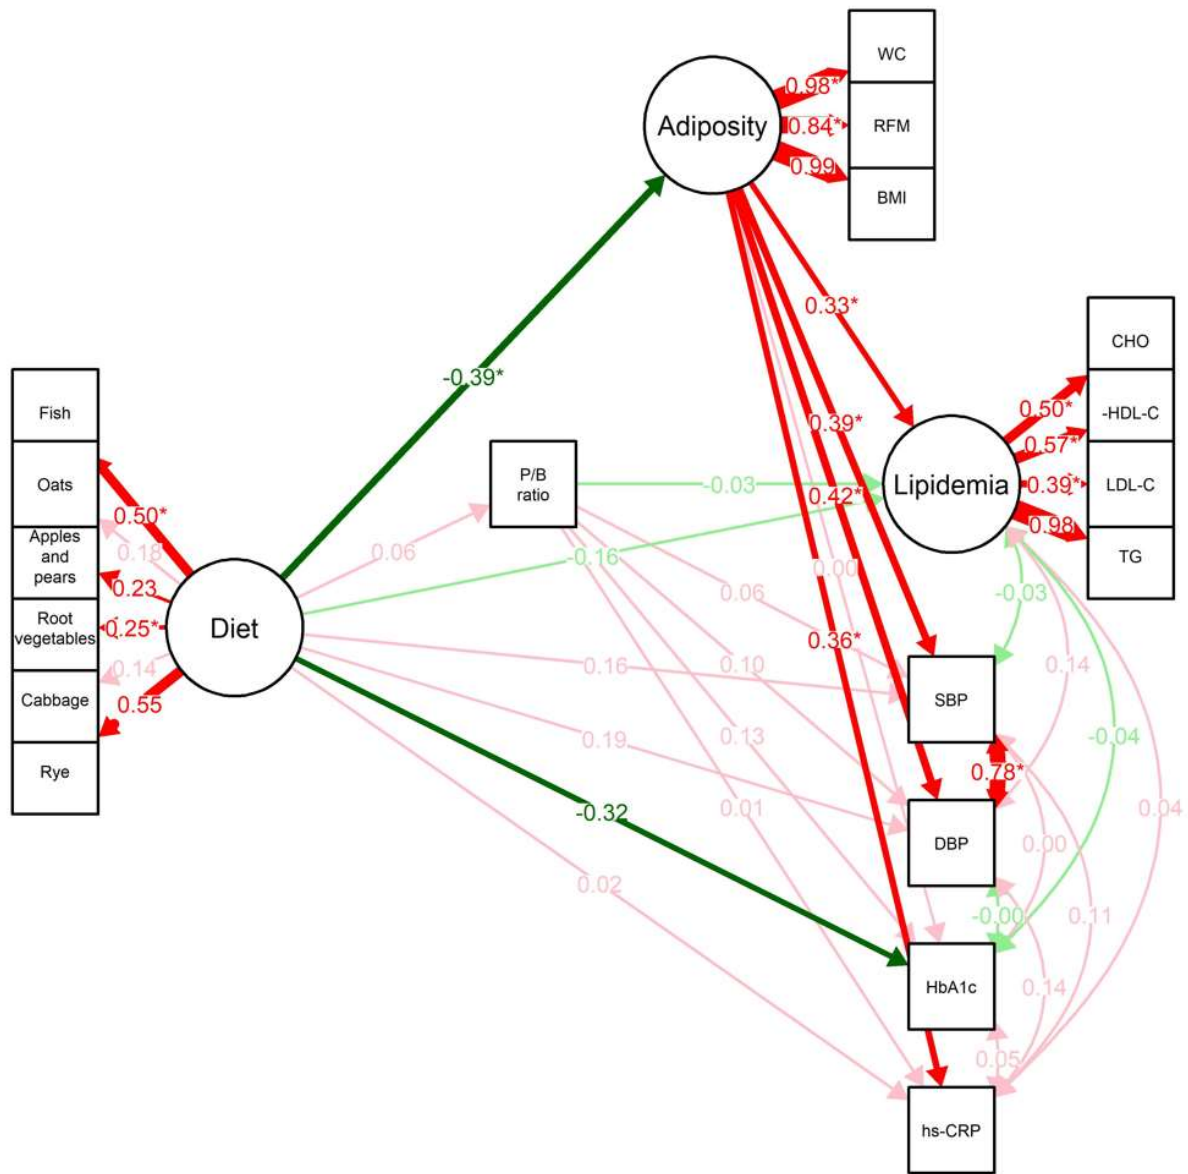 WC
Adiposity
0.98*
0.84*
RFM
0.99
BMI
0.33*
CHO
-0.39*
0.50*
-HDL-C
Fish
0.39*
0.57*
P/B
ratio
-0.03
Lipidemia
0.39*
LDL-C
Oats
0.42*
0.98
0.50*
TG
0.18
Apples
and
pears
0.06
-0.16
0.00
0.23
0.06
-0.03
Root
vegetables
0.25*
Diet
0.36*
0.14
0.10
0.14
0.16
Cabbage
0.55
SBP
0.19
0.13
-0.04
Rye
0.78*
0.01
0.04
-0.32
DBP
0.00
0.02
-0.00
0.11
HbA1c
0.14
0.05
hs-CRP